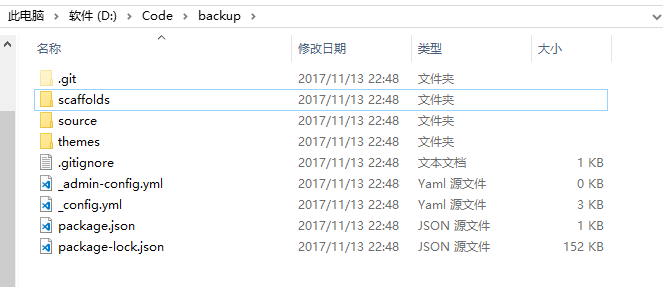 此电脑 > 软件 (D:) > Code > backup >
名称 修改日期 类型 大小
.git 2017/11/13 22:48 文件夹
scaffolds 2017/11/13 22:48 文件夹
source 2017/11/13 22:48 文件夹
themes 2017/11/13 22:48 文件夹
.gitignore 2017/11/13 22:48 文本文档 1 KB
_admin-config.yml 2017/11/13 22:48 Yaml 源文件 0 KB
_config.yml 2017/11/13 22:48 Yaml 源文件 3 KB
package.json 2017/11/13 22:48 JSON 源文件 1 KB
package-lock.json 2017/11/13 22:48 JSON 源文件 152 KB